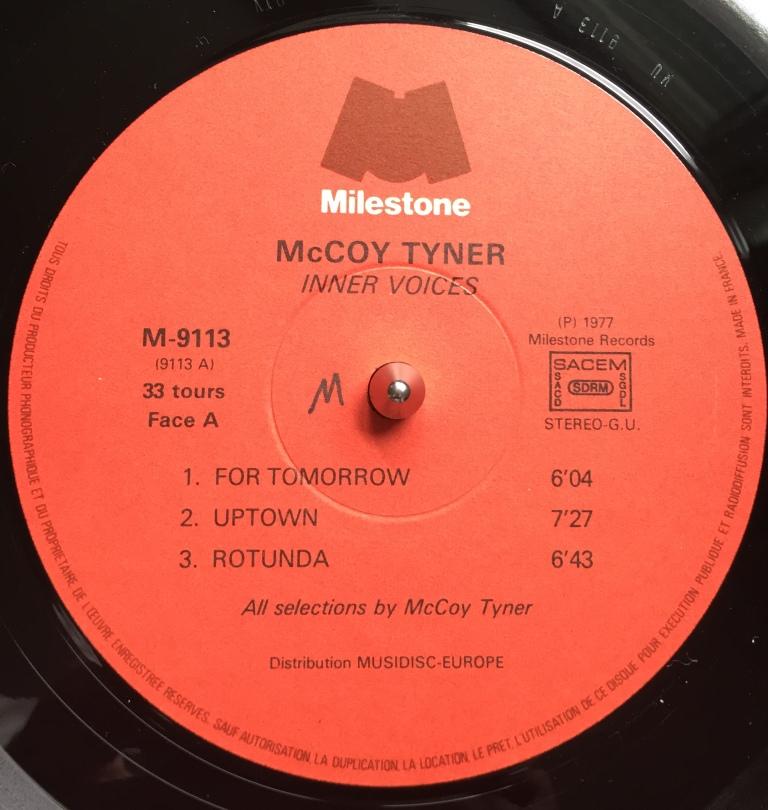 Milestone
McCOY TYNER
INNER VOICES
M-9113
(9113 A)
33 tours
Face A
M
(P) 1977
Milestone Records
SACEM
SACD
SDRM
SGDL
STEREO-G.U.
1. FOR TOMORROW 6'04
2. UPTOWN 7'27
3. ROTUNDA 6'43
All selections by McCoy Tyner
Distribution MUSIDISC-EUROPE
TOUS DROITS DU PRODUCTEUR PHONOGRAPHIQUE ET DU PROPRIETAIRE DE L'ŒUVRE ENREGISTREE RESERVES. SAUF AUTORISATION, LA DUPLICATION, LA LOCATION, LE PRET, L'UTILISATION DE CE DISQUE POUR EXECUTION PUBLIQUE ET RADIODIFFUSION SONT INTERDITS. MADE IN FRANCE.
9113 A